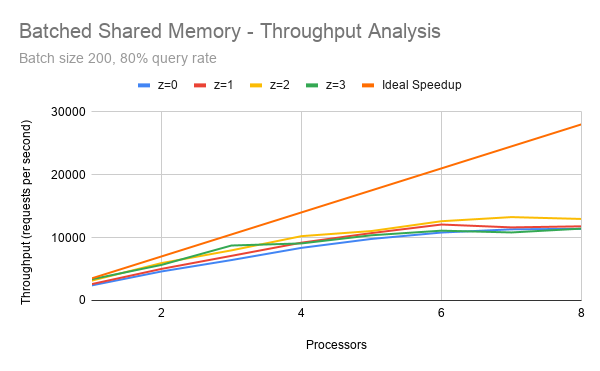 Batched Shared Memory - Throughput Analysis
Batch size 200, 80% query rate
z=0 z=1 z=2 z=3 Ideal Speedup
Throughput (requests per second)
30000
20000
10000
0
2 4 6 8
Processors